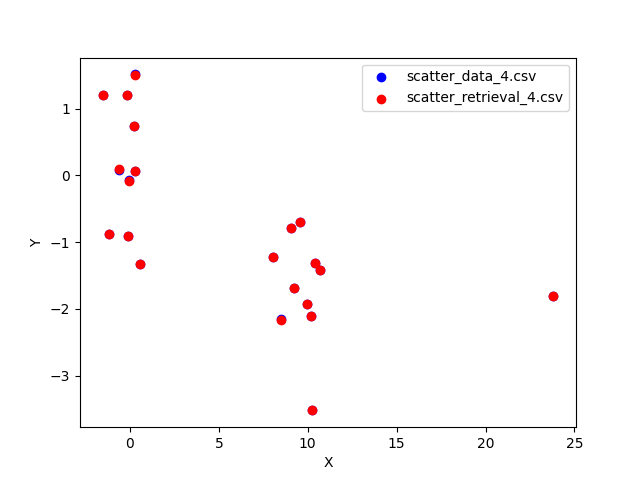 scatter_data_4.csv
scatter_retrieval_4.csv
1
0
−1
−2
−3
Y
0
5
10
15
20
25
X